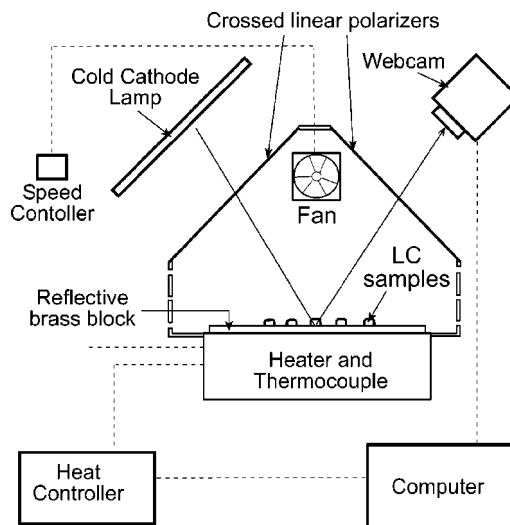 Crossed linear polarizers
Webcam
Cold Cathode
Lamp
Speed
Contoller
Fan
LC
samples
Reflective
brass block
Heater and
Thermocouple
Heat
Controller
Computer